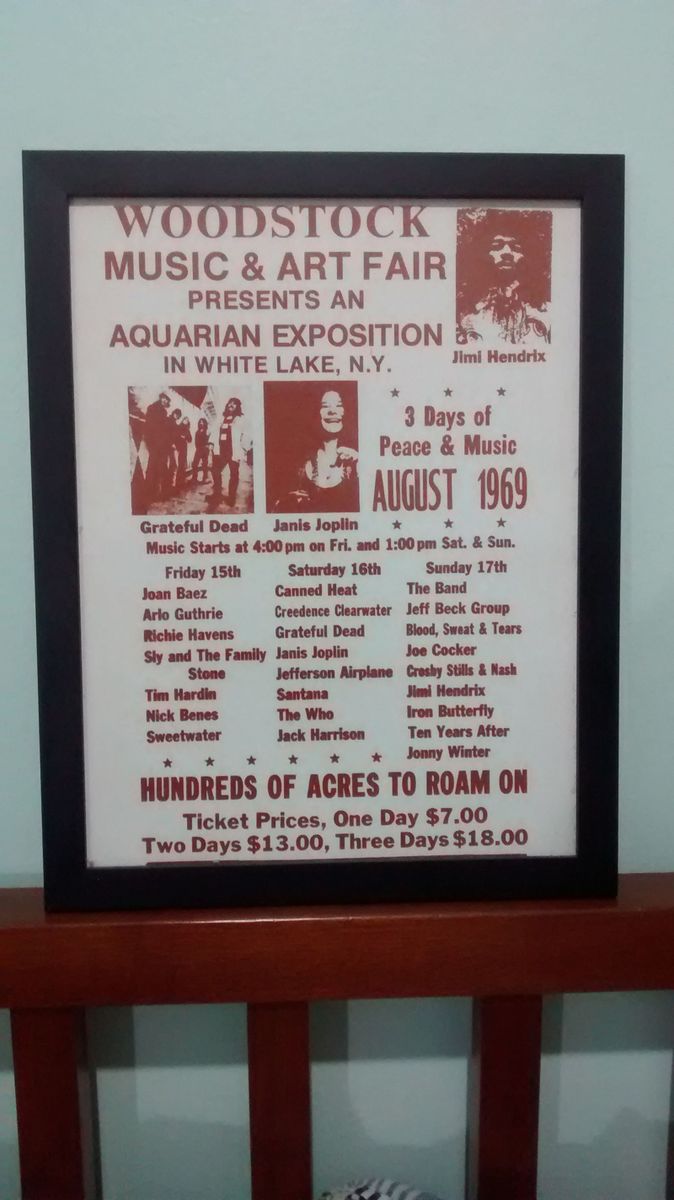 WOODSTOCK
MUSIC & ART FAIR
PRESENTS AN
AQUARIAN EXPOSITION
IN WHITE LAKE, N.Y.
Jimi Hendrix
3 Days of
Peace & Music
AUGUST 1969
Grateful Dead
Janis Joplin
Music Starts at 4:00 pm on Fri. and 1:00 pm Sat. & Sun.
Friday 15th
Joan Baez
Arlo Guthrie
Richie Havens
Sly and The Family
Stone
Tim Hardin
Nick Benes
Sweetwater
Saturday 16th
Canned Heat
Creedence Clearwater
Grateful Dead
Janis Joplin
Jefferson Airplane
Santana
The Who
Jack Harrison
Sunday 17th
The Band
Jeff Beck Group
Blood, Sweat & Tears
Joe Cocker
Crosby Stills & Nash
Jimi Hendrix
Iron Butterfly
Ten Years After
Jonny Winter
HUNDREDS OF ACRES TO ROAM ON
Ticket Prices, One Day $7.00
Two Days $13.00, Three Days $18.00